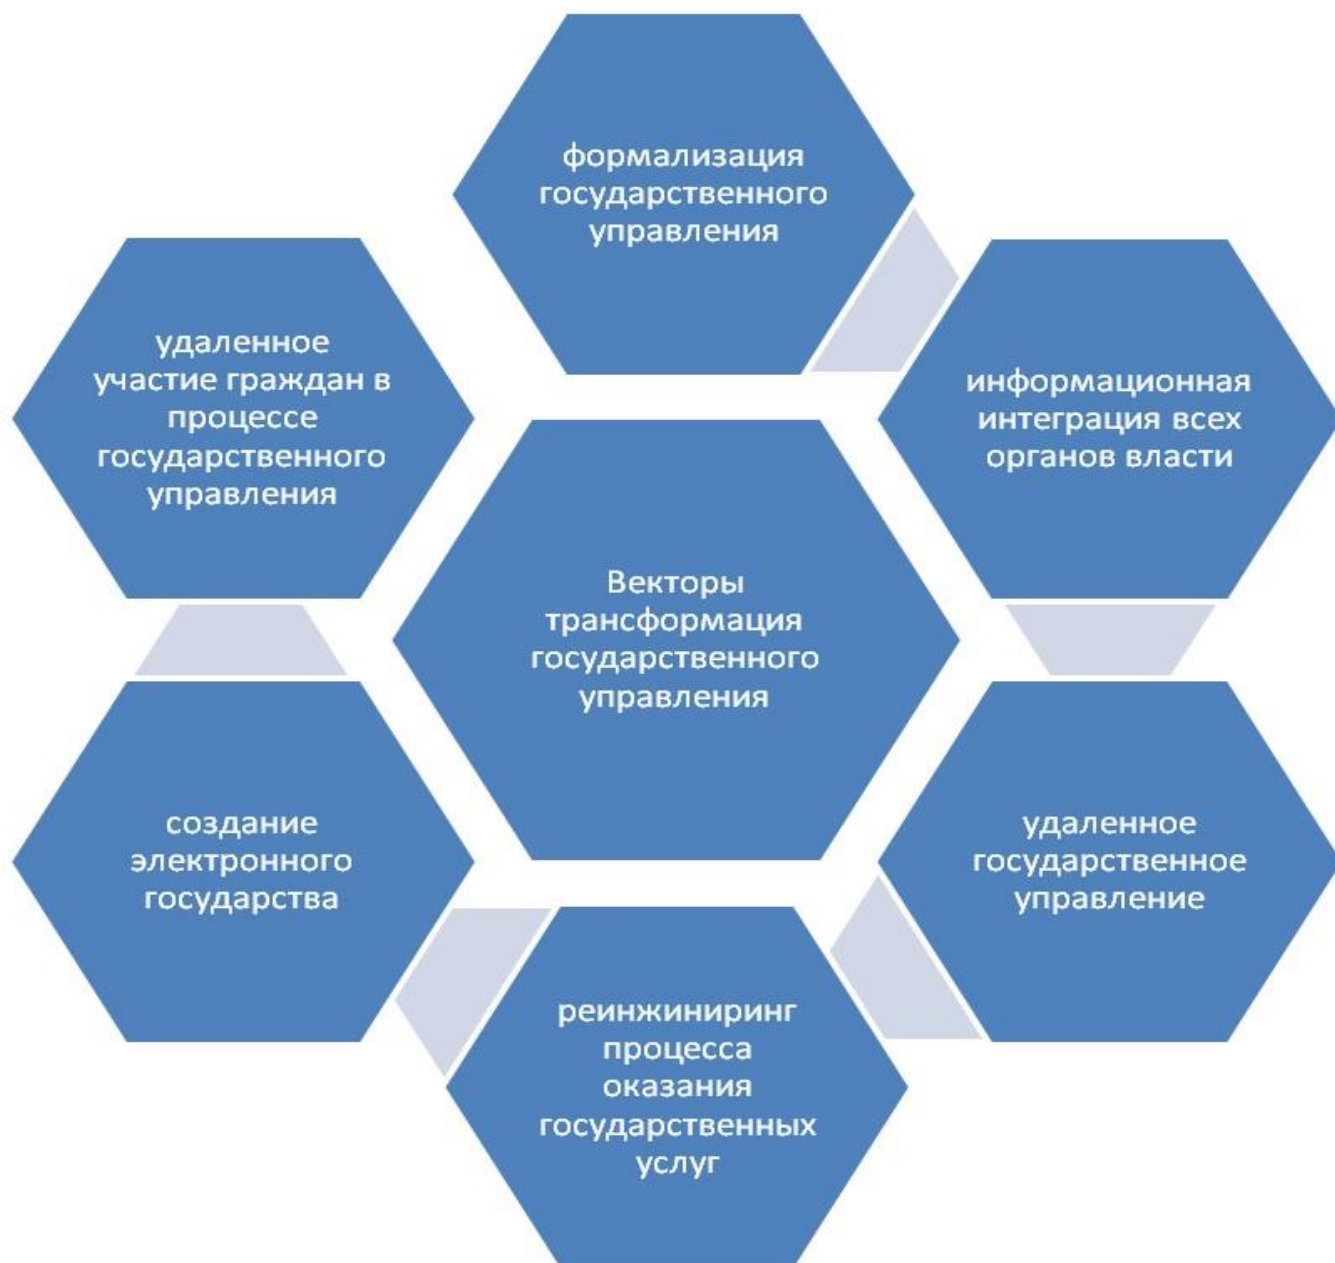 формализация
государственного
управления
информационная
интеграция всех
органов власти
удаленное
государственное
управление
реинжиниринг
процесса
оказания
государственных
услуг
создание
электронного
государства
удаленное
участие граждан в
процессе
государственного
управления
Векторы
трансформация
государственного
управления